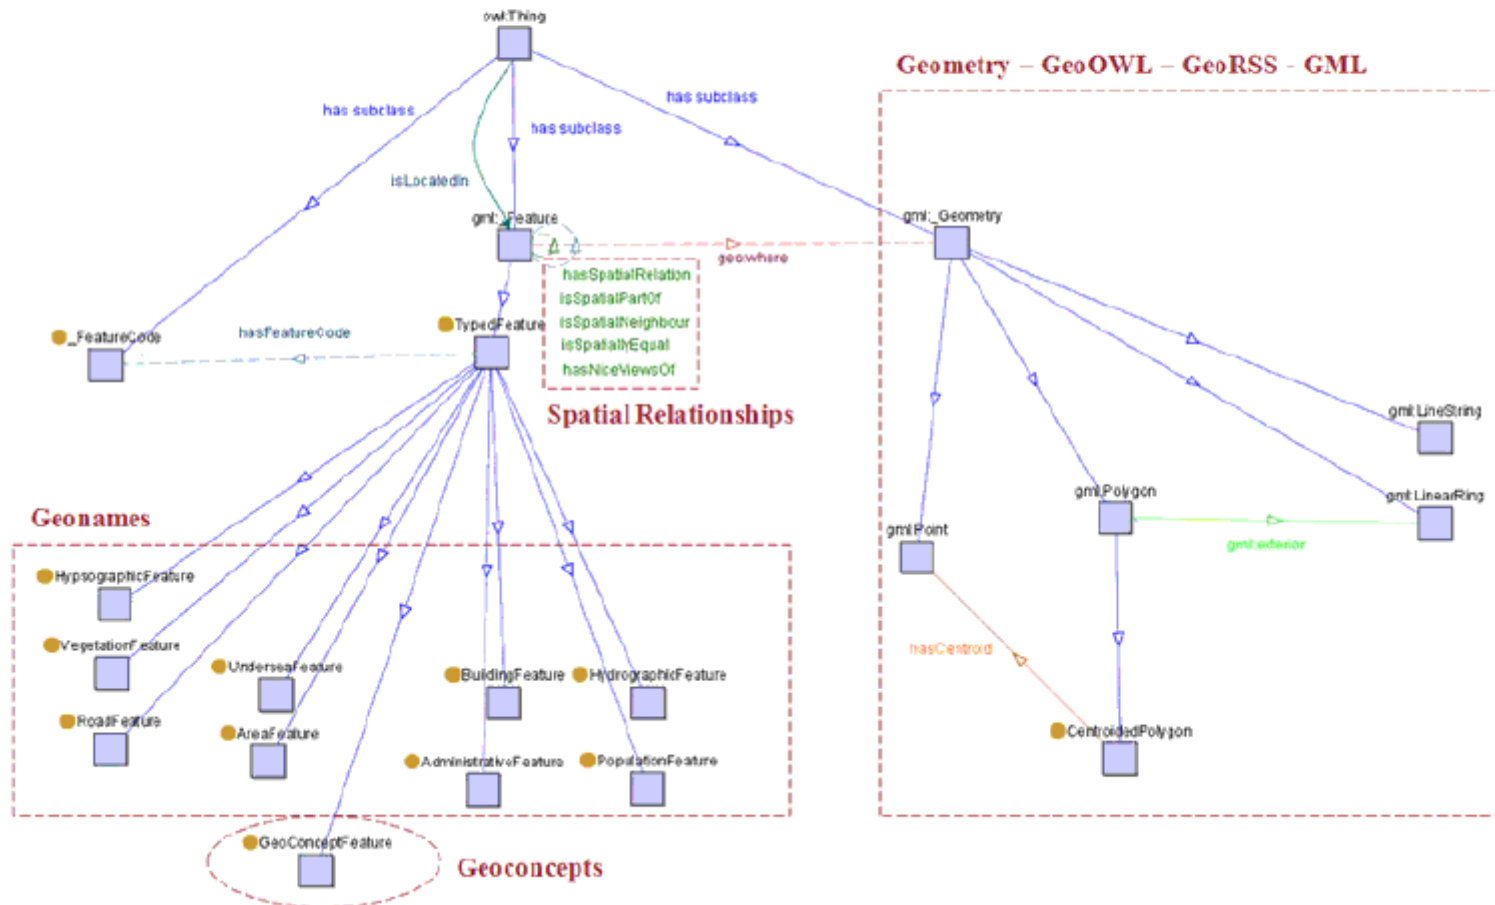 owl:Thing
Geometry – GeoOWL – GeoRSS - GML
has subclass
has subclass
has subclass
isLocatedIn
gml:_Feature
gml:_Geometry
geo:where
hasSpatialRelation
isSpatialPartOf
isSpatialNeighbour
isSpatiallyEqual
hasNiceViewsOf
_FeatureCode
hasFeatureCode
TypedFeature
Spatial Relationships
gml:LineString
gml:Polygon
gml:LinearRing
gml:Point
gml:exterior
Geonames
HypsographicFeature
VegetationFeature
UnderseaFeature
BuildingFeature
HydrographicFeature
hasCentroid
RoadFeature
AreaFeature
AdministrativeFeature
PopulationFeature
CentroidedPolygon
GeoConceptFeature
Geoconcepts